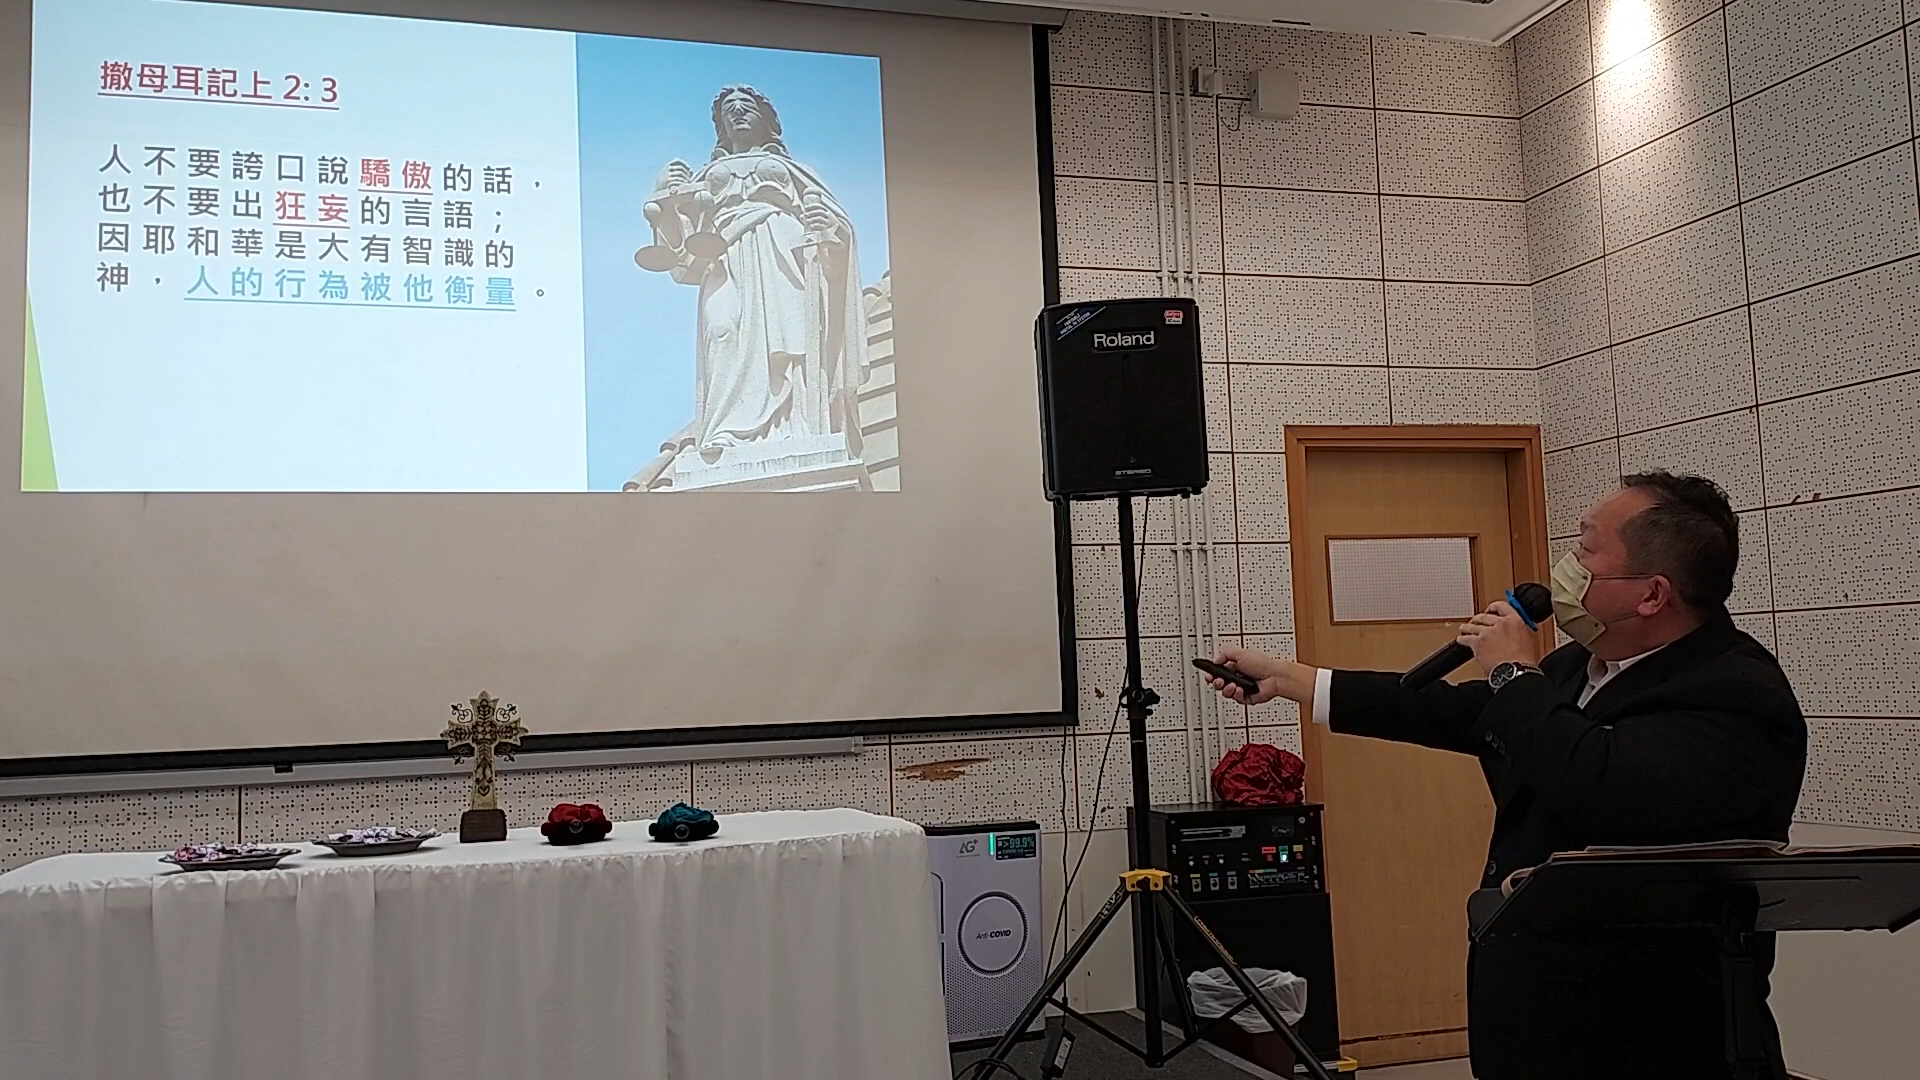 撤母耳記上 2: 3
人不要誇口說驕傲的話，
也不要出狂妄的言語；
因耶和華是大有智識的
神，人的行為被他衡量。
Roland
STEREO
AG+
>99.9%
Anti-COVID